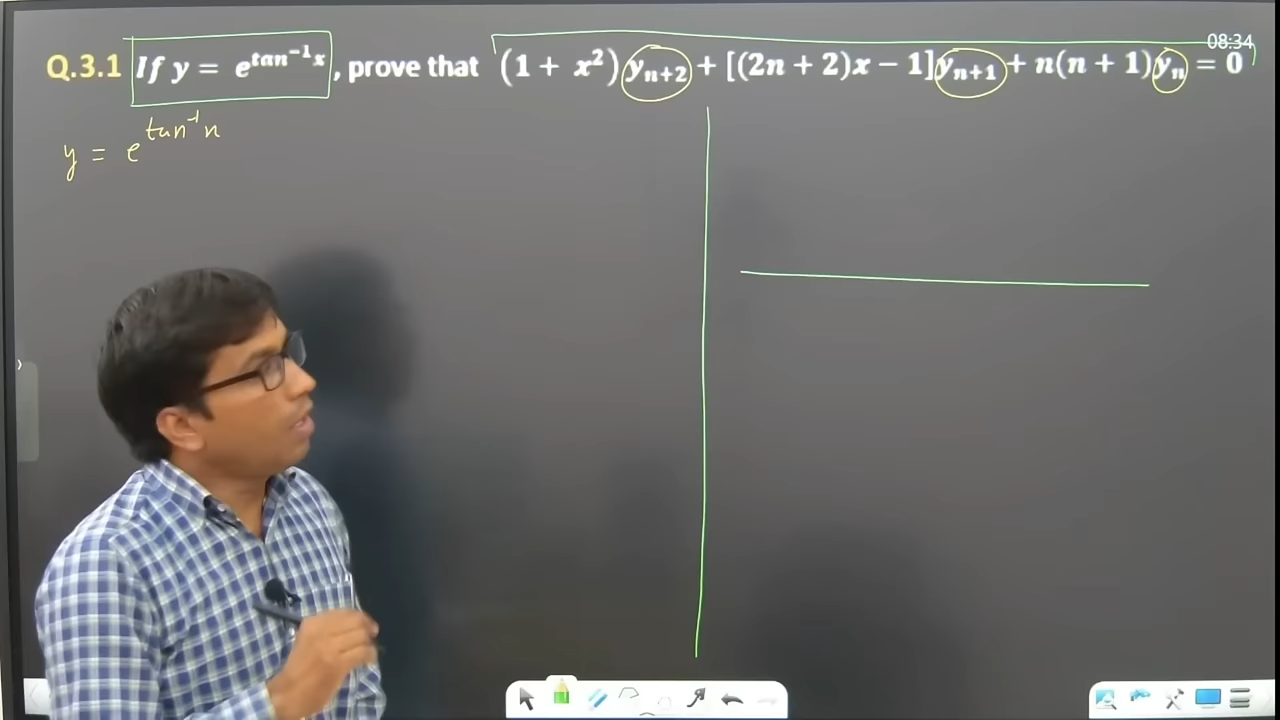 Q.3.1 If y = e^{tan^{-1}x}, prove that (1 + x²) y_{n+2} + [(2n + 2)x − 1]y_{n+1} + n(n + 1)y_n = 0
08:34
y = e^{tan^{-1} x}